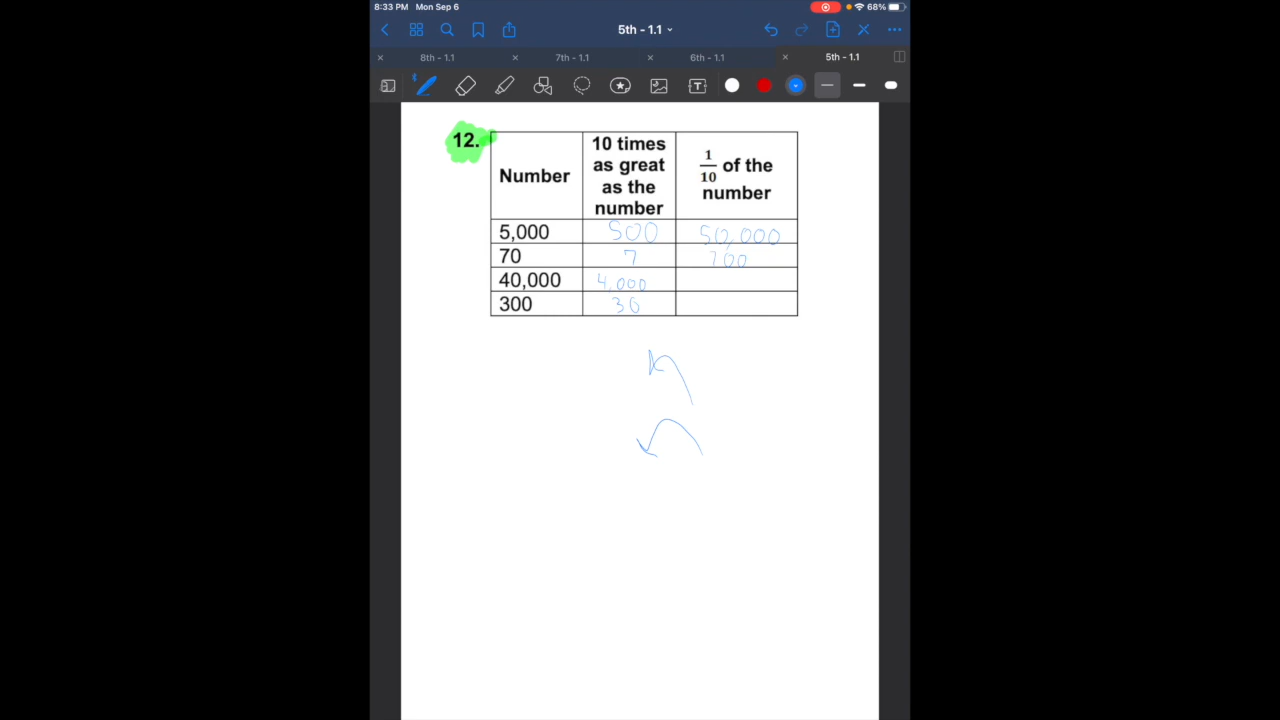 8:33 PM Mon Sep 6 68%
5th - 1.1
8th - 1.1 7th - 1.1 6th - 1.1 5th - 1.1
12.
Number 10 times as great as the number 1/10 of the number
5,000 500 50,000
70 7 700
40,000 4,000
300 30